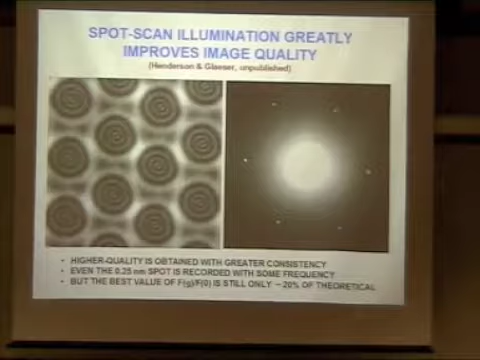 SPOT-SCAN ILLUMINATION GREATLY
IMPROVES IMAGE QUALITY
(Henderson & Glaeser, unpublished)
• HIGHER-QUALITY IS OBTAINED WITH GREATER CONSISTENCY
• EVEN THE 0.25 nm SPOT IS RECORDED WITH SOME FREQUENCY
• BUT THE BEST VALUE OF F(g)/F(0) IS STILL ONLY ~ 20% OF THEORETICAL